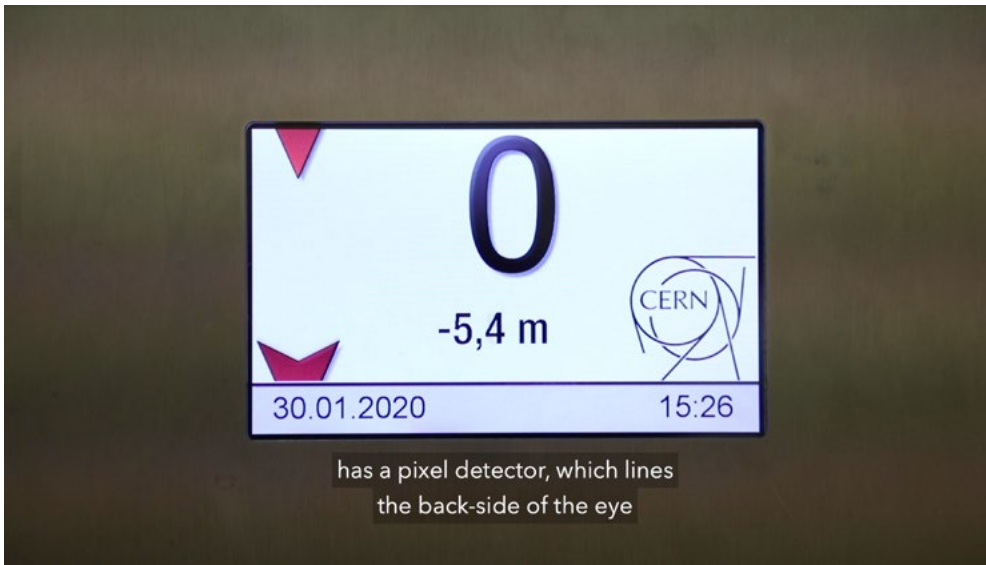 0
-5,4 m
CERN
30.01.2020
15:26
has a pixel detector, which lines
the back-side of the eye